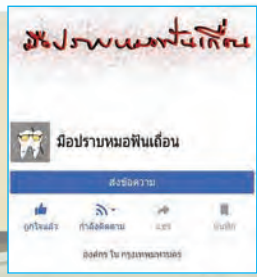 มือปราบหมอฟันเถื่อน
มือปราบหมอฟันเถื่อน
ส่งข้อความ
ถูกใจแล้ว กำลังติดตาม แชร์ บันทึก
องค์กร ใน กรุงเทพมหานคร